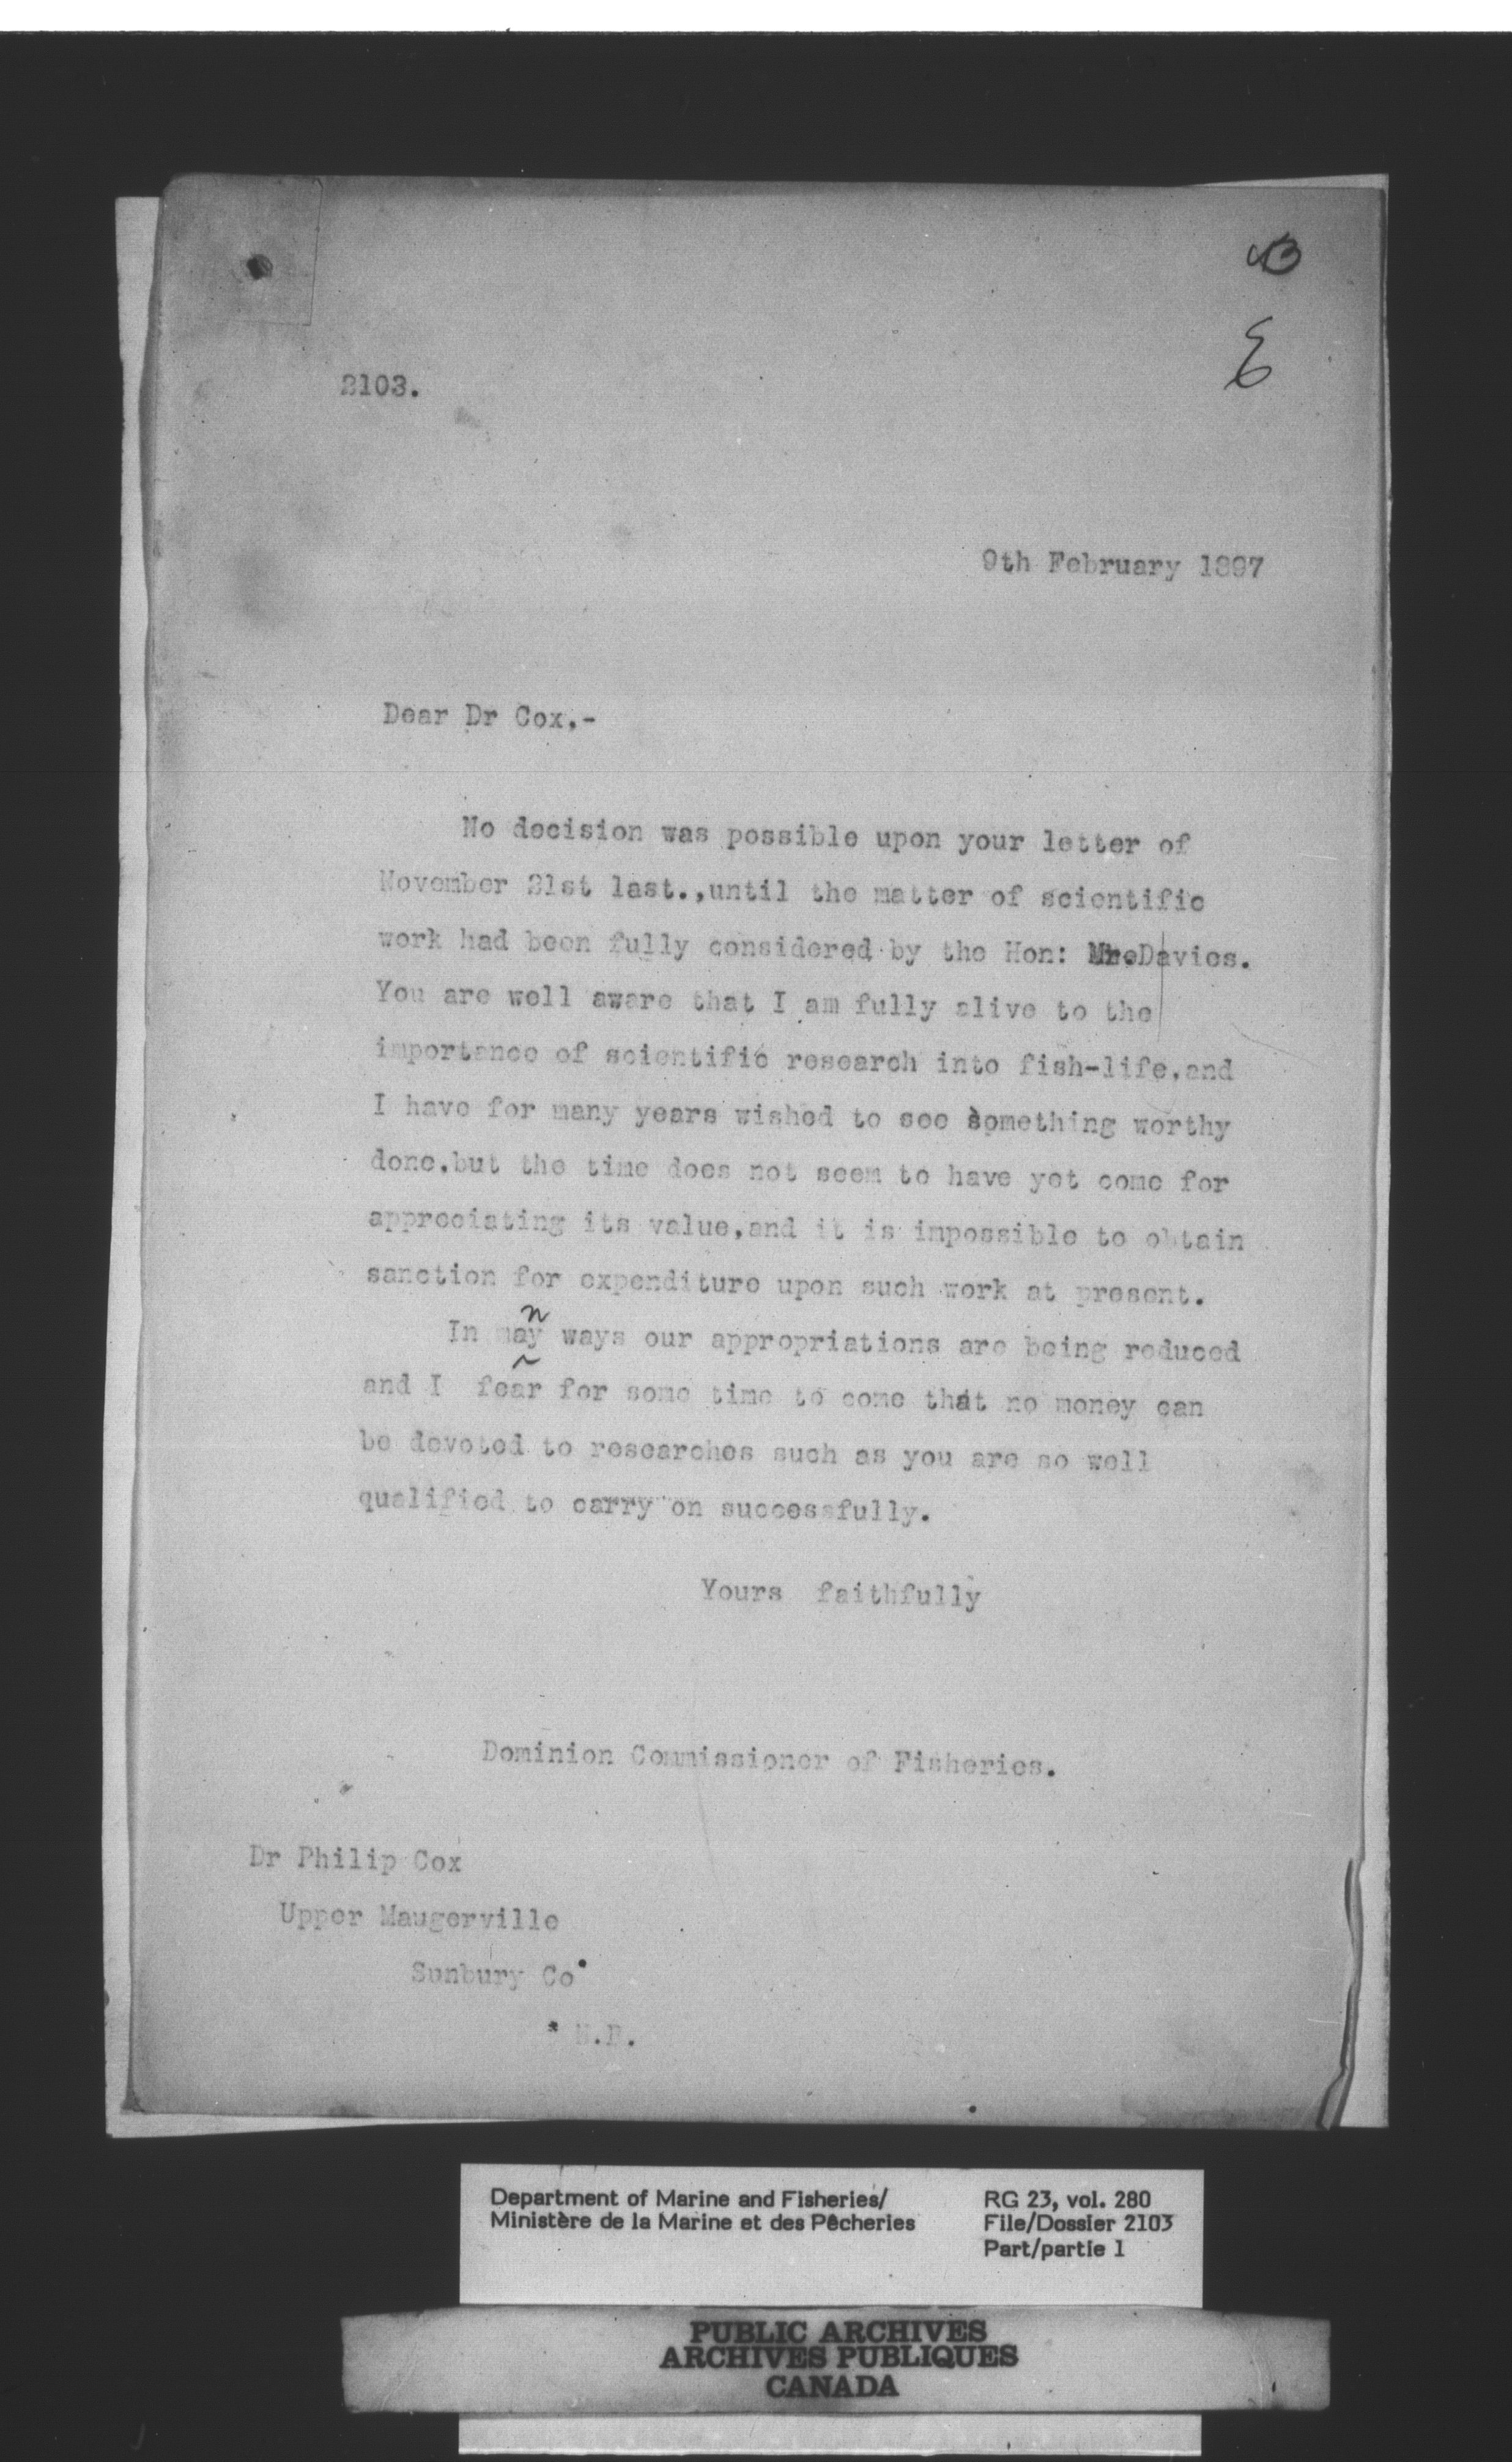 2103.
9th February 1897
Dear Dr Cox,-
No decision was possible upon your letter of
November 21st last.,until the matter of scientific
work had been fully considered by the Hon: Mr.Davies.
You are well aware that I am fully alive to the
importance of scientific research into fish-life,and
I have for many years wished to see something worthy
done,but the time does not seem to have yet come for
appreciating its value,and it is impossible to obtain
sanction for expenditure upon such work at present.
n
In may ways our appropriations are being reduced
and I fear for some time to come that no money can
be devoted to researches such as you are so well
qualified to carry on successfully.
Yours faithfully
Dominion Commissioner of Fisheries.
Dr Philip Cox
Upper Maugerville
Sunbury Co.
N.B.
Department of Marine and Fisheries/
Ministère de la Marine et des Pêcheries
RG 23, vol. 280
File/Dossier 2103
Part/partie 1
PUBLIC ARCHIVES
ARCHIVES PUBLIQUES
CANADA